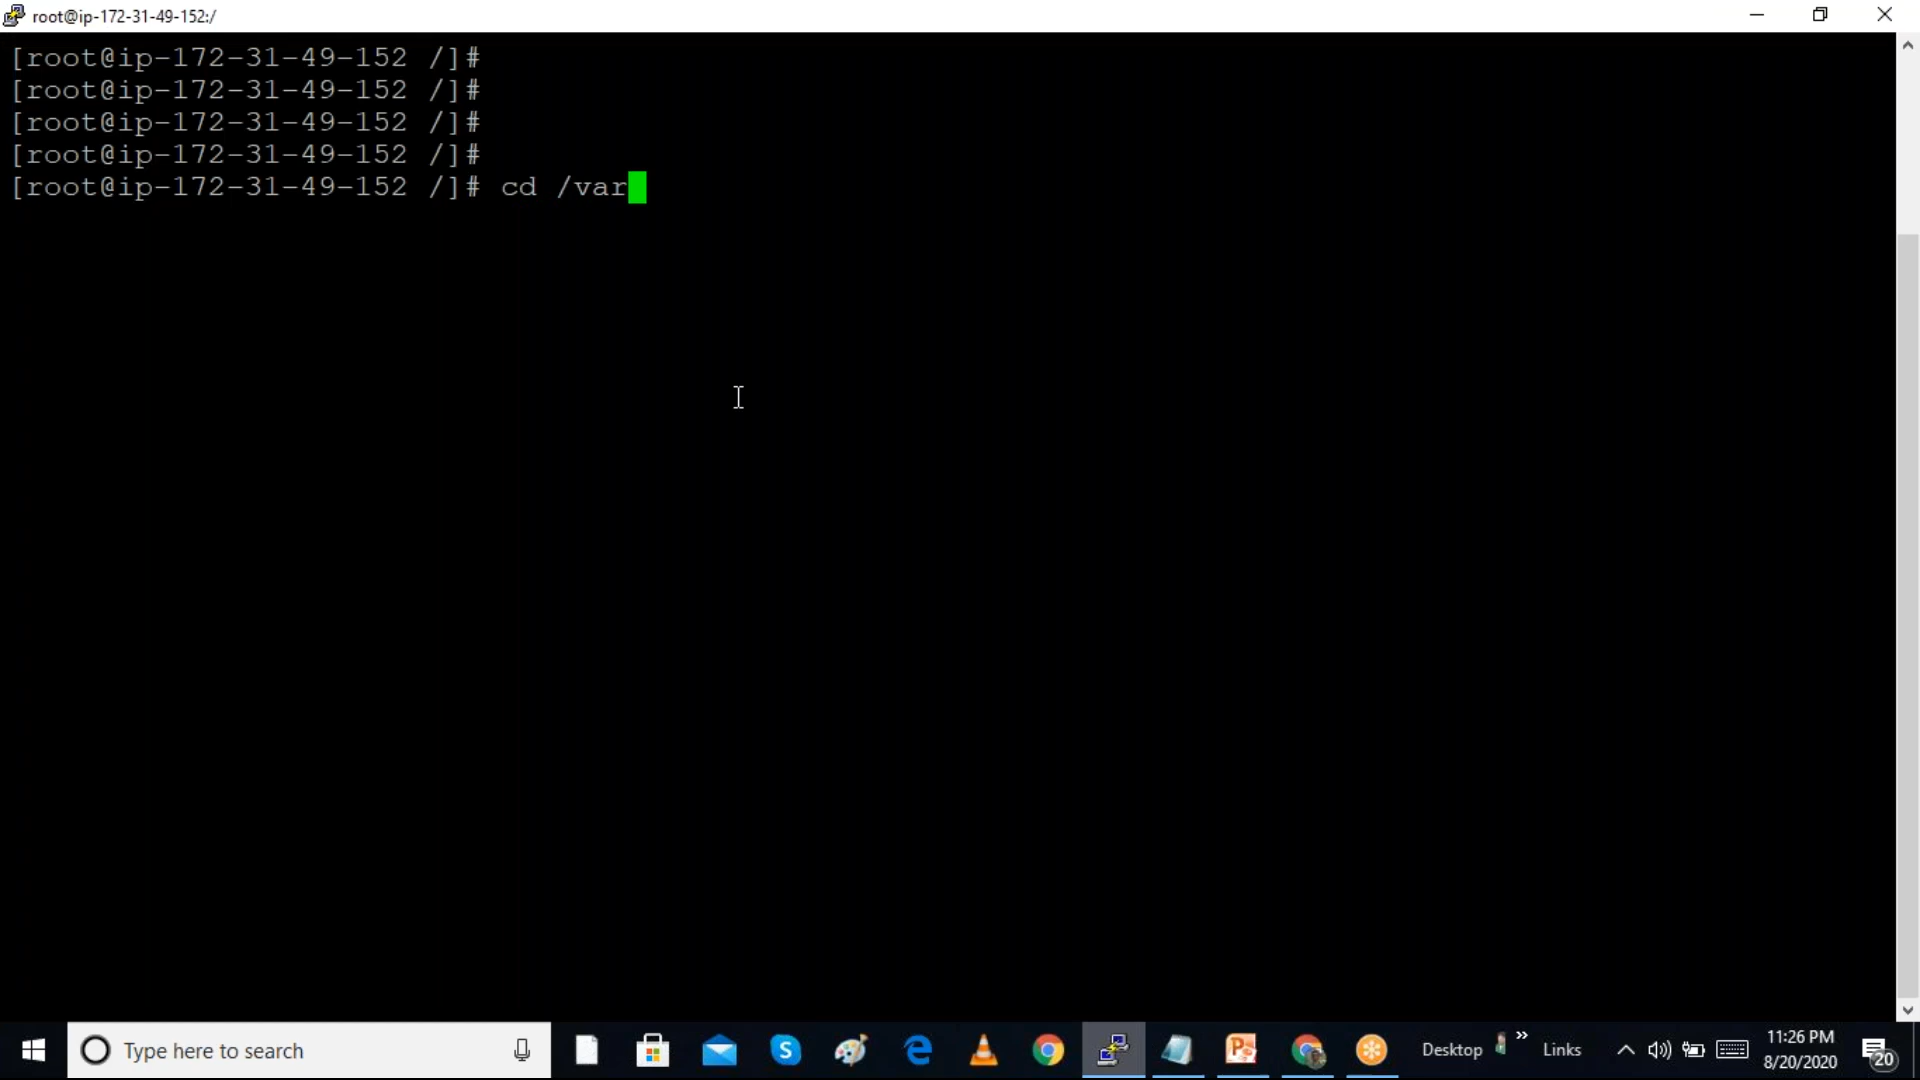 root@ip-172-31-49-152:/
[root@ip-172-31-49-152 /]#
[root@ip-172-31-49-152 /]#
[root@ip-172-31-49-152 /]#
[root@ip-172-31-49-152 /]#
[root@ip-172-31-49-152 /]# cd /var
Type here to search
Desktop
Links
11:26 PM
8/20/2020
20